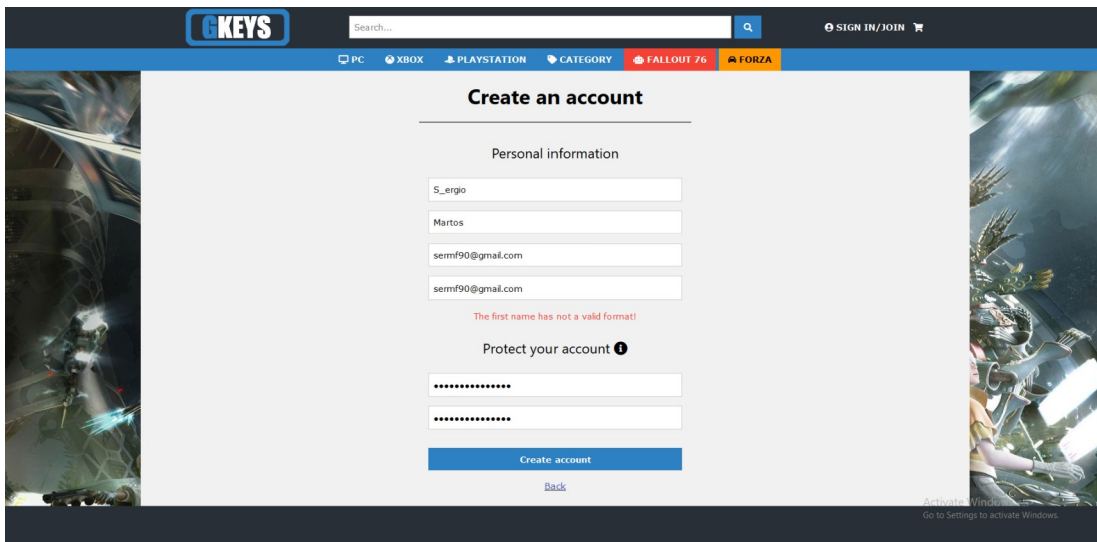 GKEYS
Search...
SIGN IN/JOIN
PC XBOX PLAYSTATION CATEGORY FALLOUT 76 FORZA
Create an account
Personal information
S_ergio
Martos
sermf90@gmail.com
sermf90@gmail.com
The first name has not a valid format!
Protect your account
•••••••••••••••
•••••••••••••••
Create account
Back
Activate Windows
Go to Settings to activate Windows.